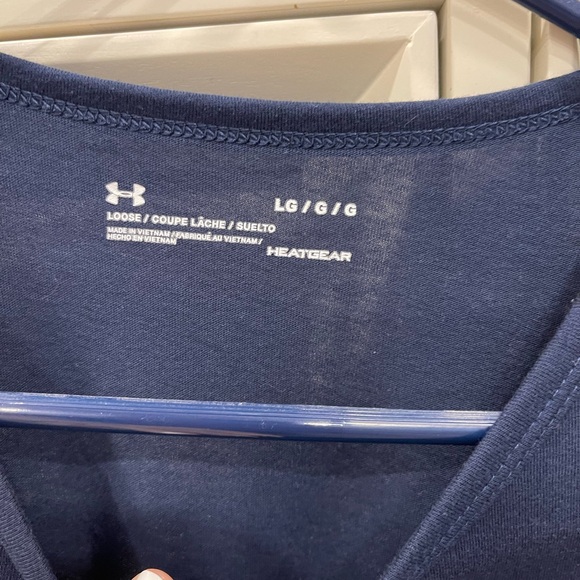 LG / G / G
LOOSE / COUPE LÂCHE / SUELTO
MADE IN VIETNAM / FABRIQUÉ AU VIETNAM /
HECHO EN VIETNAM
HEATGEAR